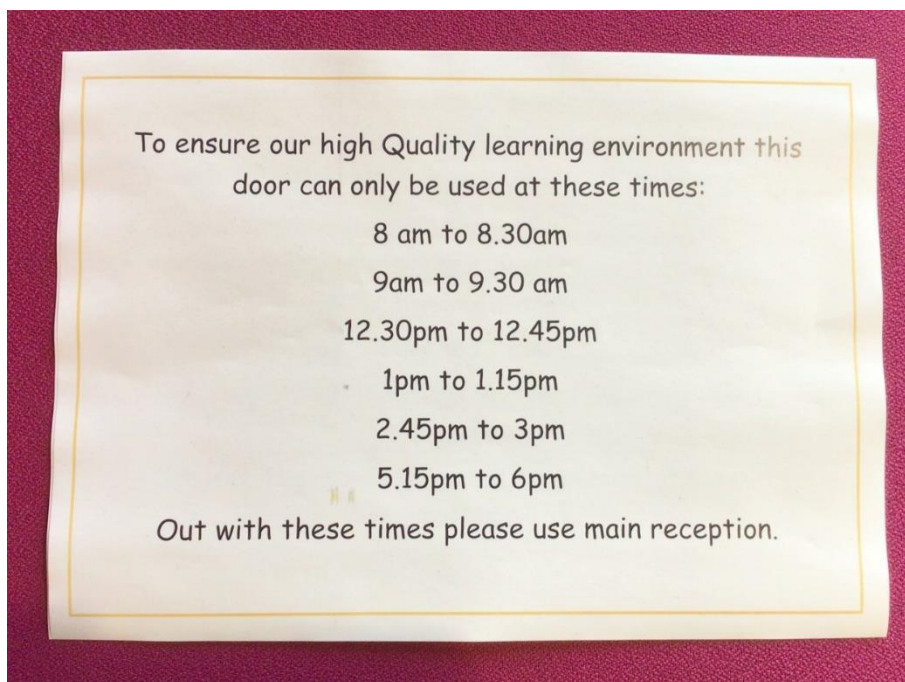 To ensure our high Quality learning environment this
door can only be used at these times:
8 am to 8.30am
9am to 9.30 am
12.30pm to 12.45pm
1pm to 1.15pm
2.45pm to 3pm
5.15pm to 6pm
Out with these times please use main reception.